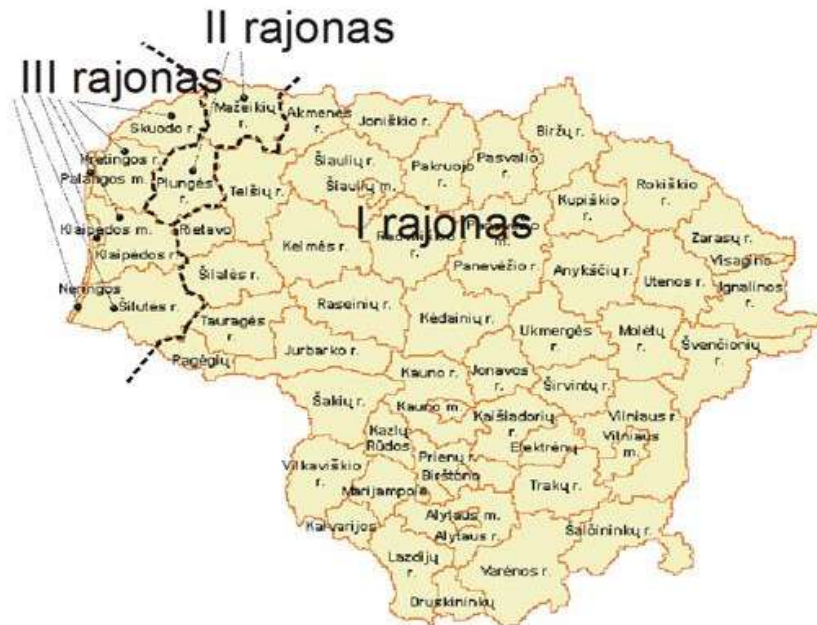 II rajonas
III rajonas
Mažeikių r.
Akmenės
r.
Joniškio r.
Skuodo r.
Biržų r.
Kretingos r.
Palangos m.
Plungės
r.
Telšių r.
Šiaulių r.
Šiaulių m.
Pakruojo
r.
Pasvalio
r.
Rokiškio
r.
Kupiškio
r.
I rajonas
m.
Klaipėdos m.
Klaipėdos r.
Rietavo
Kelmės r.
Panevėžio r.
Anykščių r.
Zarasų r.
Visagino
Utenos r.
Ignalinos r.
Neringos
Šilutės r.
Šilalės r.
Raseinių r.
Kėdainių r.
Ukmergės
r.
Molėtų
r.
Švenčionių
r.
Tauragės
r.
Pagėgių
Jurbarko r.
Kauno r.
Jonavos
r.
Širvintų r.
Šakių r.
Kauno m.
Kaišiadorių
r.
Vilniaus r.
Vilniaus
m.
Kazlų
Rūdos
Elektrėnų
Prienų r.
Birštono
Vilkaviškio
r.
Marijampolė
Trakų r.
Kalvarijos
Alytaus m.
Alytaus r.
Šalčininkų r.
Lazdijų
r.
Varėnos r.
Druskininkų